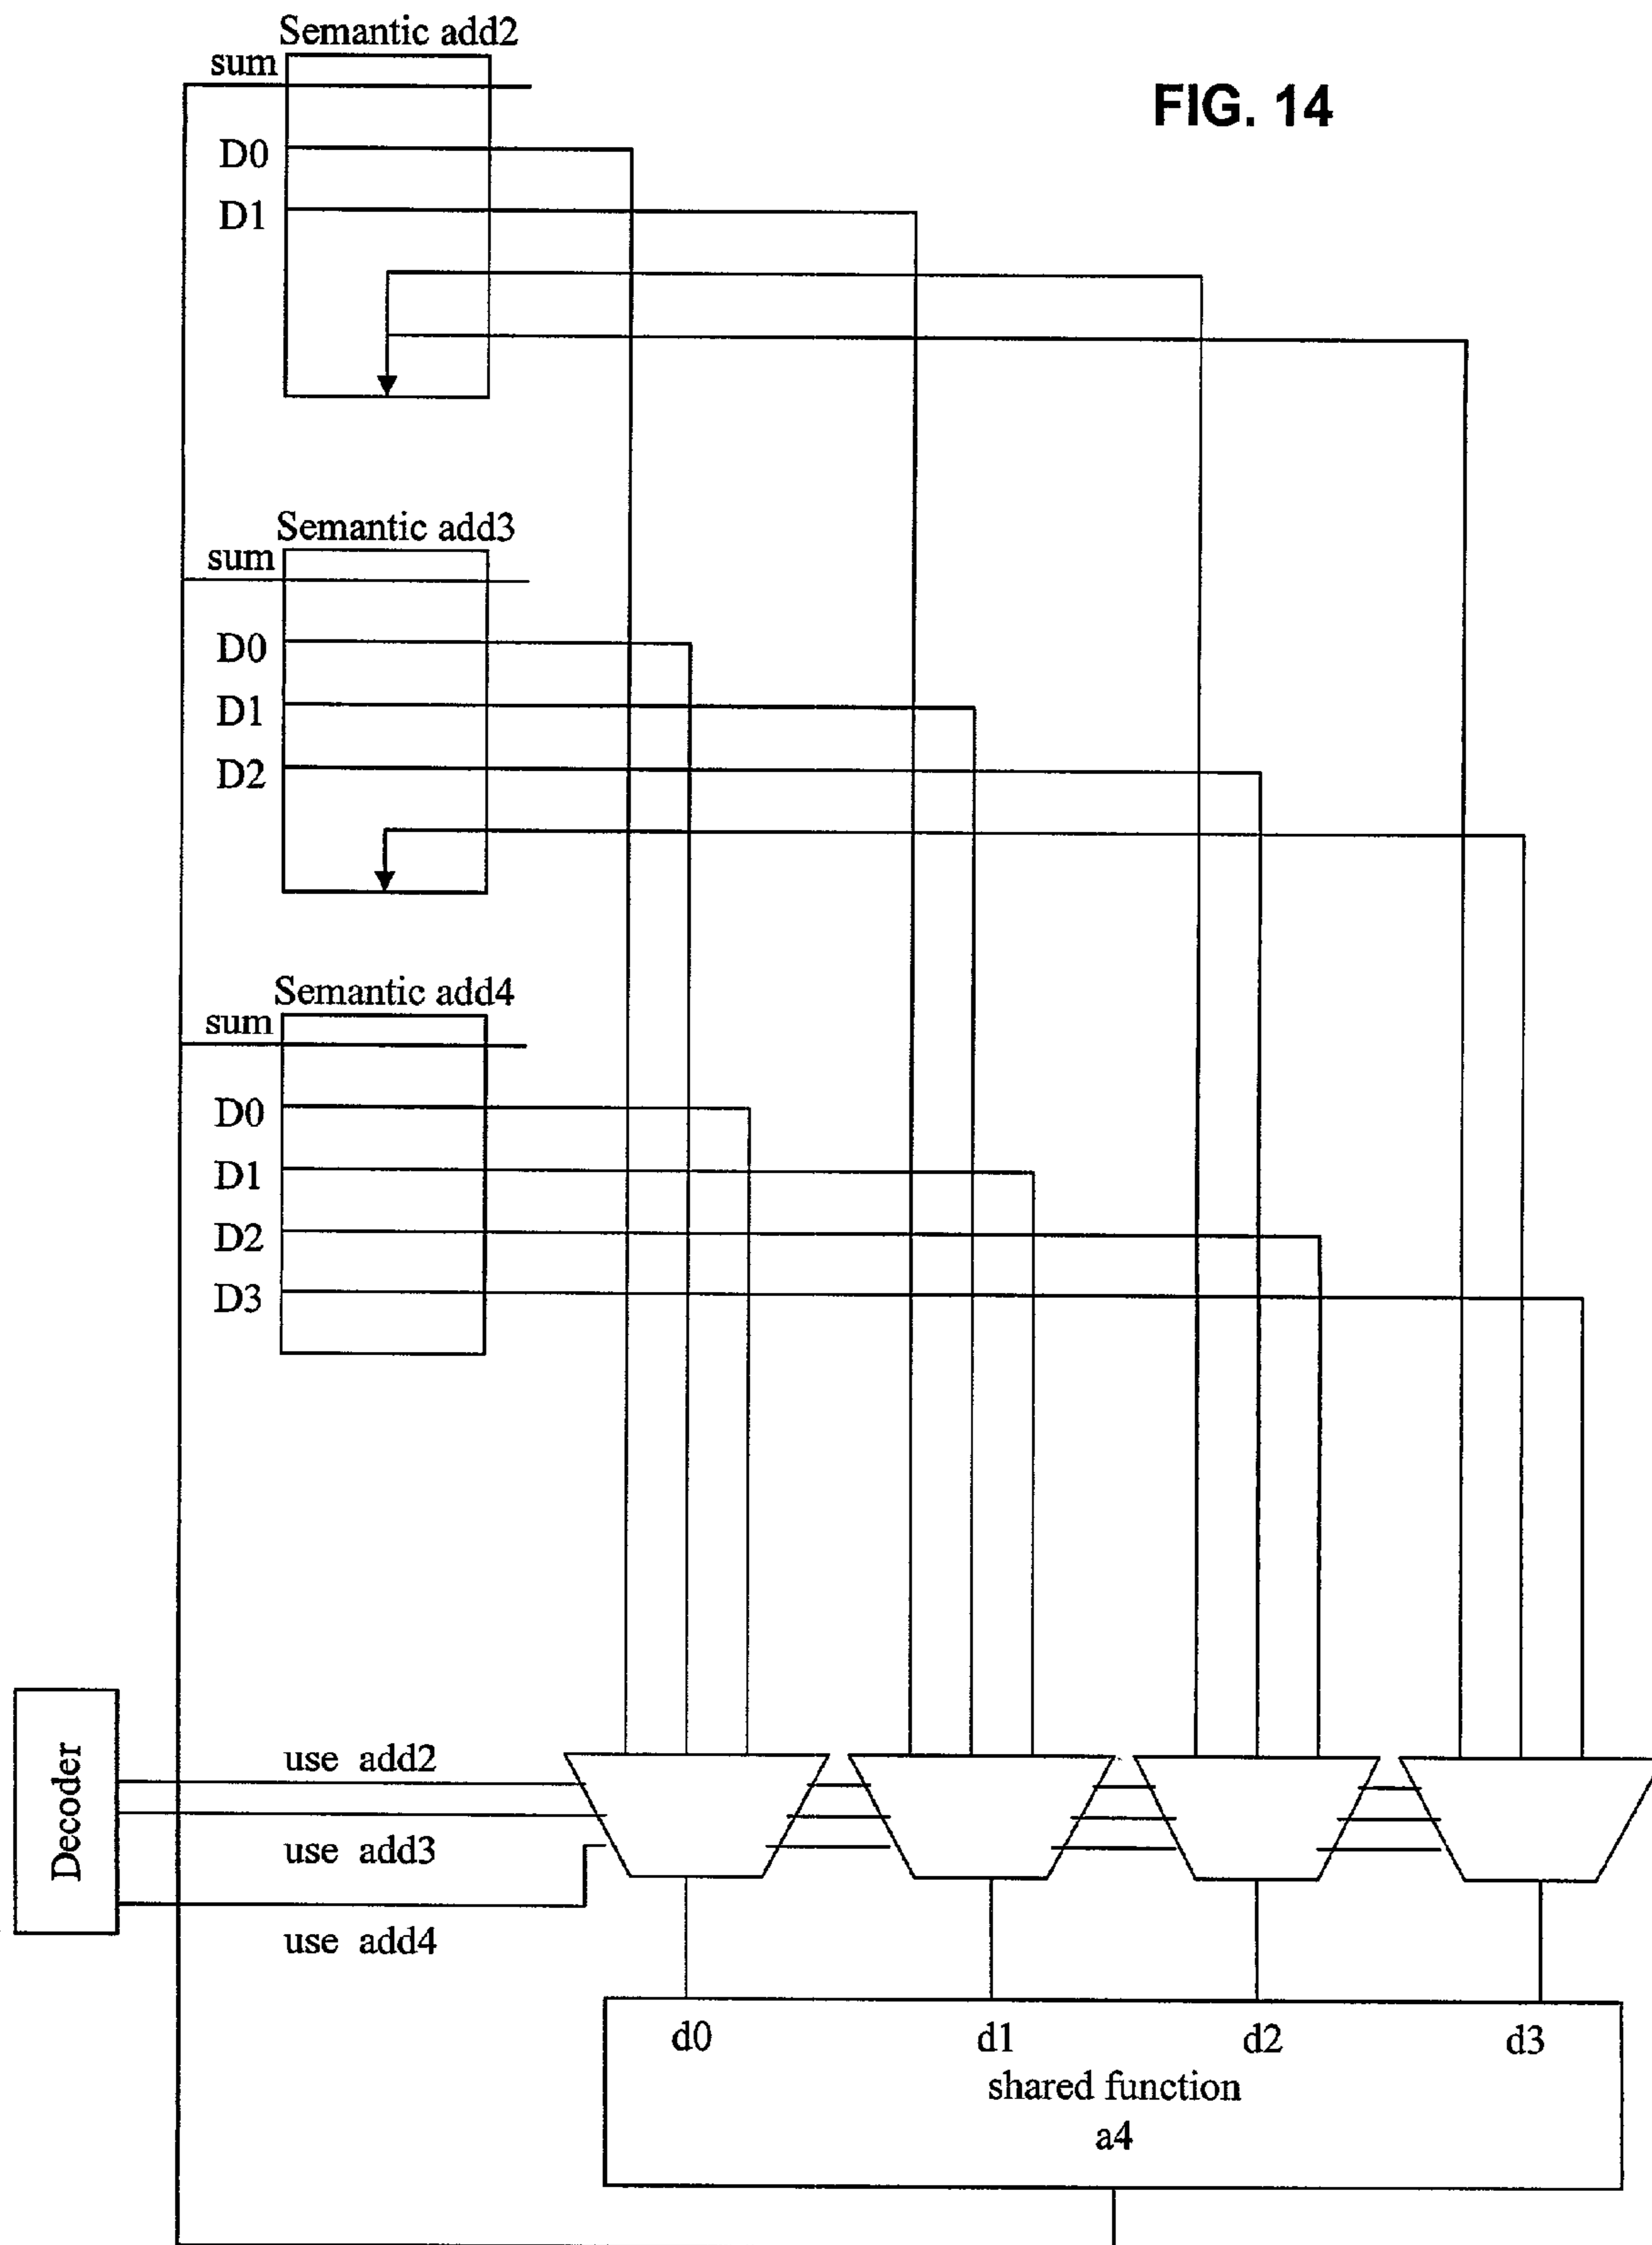 Semantic add2
sum
FIG. 14
D0
D1
Semantic add3
sum
D0
D1
D2
Semantic add4
sum
D0
D1
D2
D3
Decoder
use add2
use add3
use add4
d0 d1 d2 d3
shared function
a4